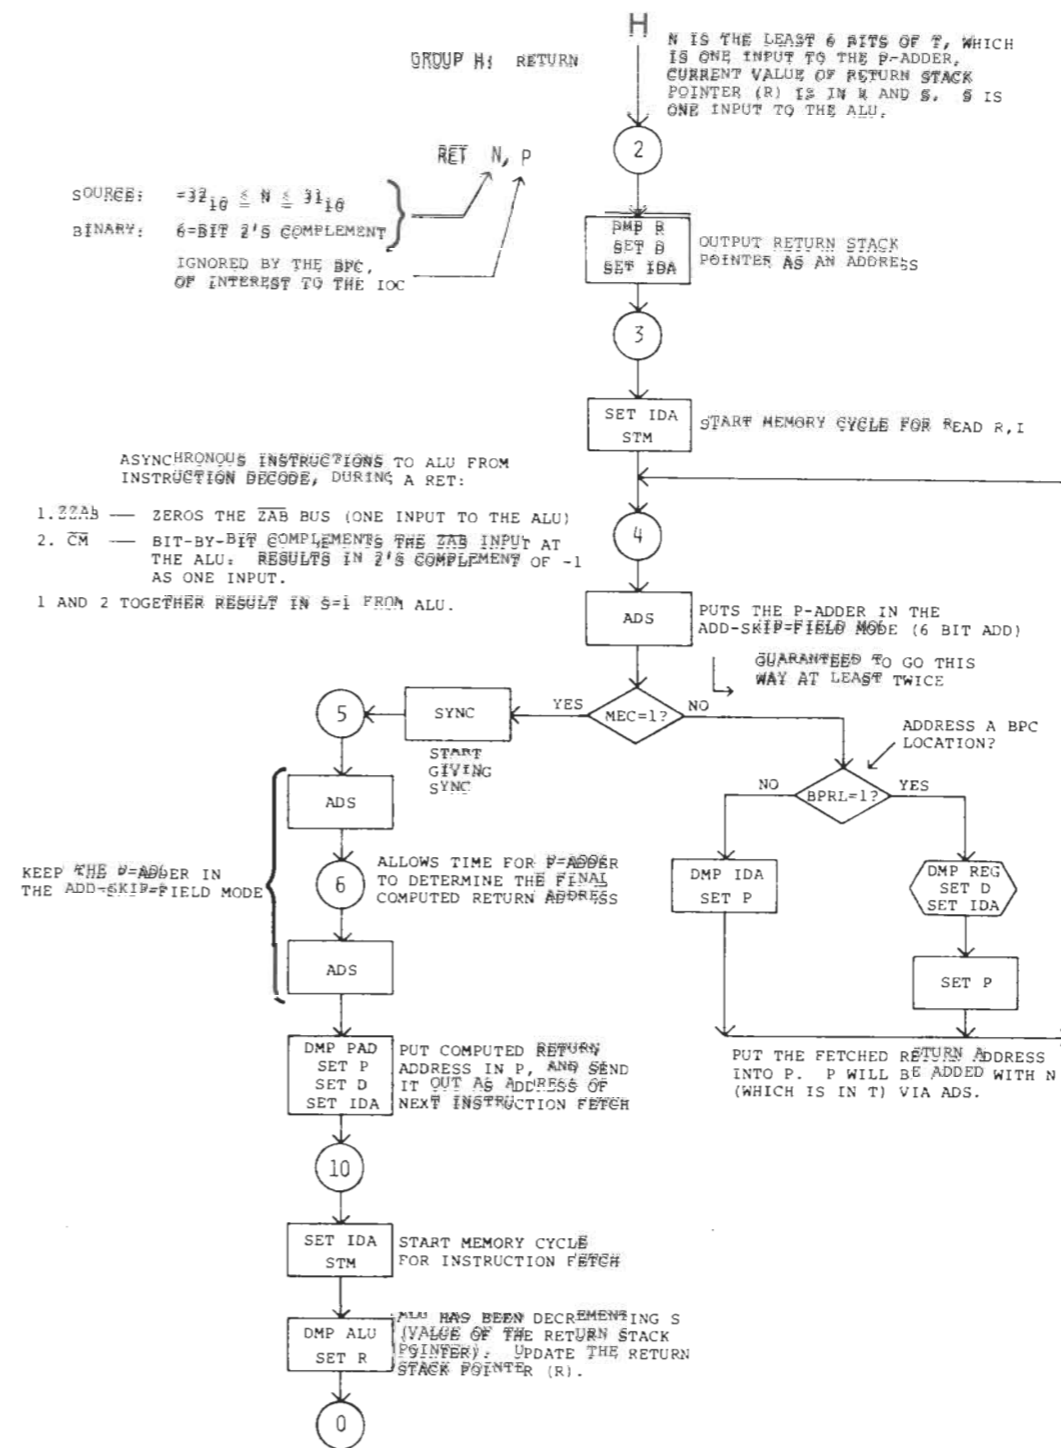 H
GROUP H: RETURN
N IS THE LEAST 6 BITS OF T, WHICH
IS ONE INPUT TO THE P-ADDER.
CURRENT VALUE OF RETURN STACK
POINTER (R) IS IN W AND S. S IS
ONE INPUT TO THE ALU.
2
RET N, P
SOURCE: -32₁₀ ≤ N ≤ 31₁₀
BINARY: 6-BIT 2'S COMPLEMENT
IGNORED BY THE BPC,
OF INTEREST TO THE IOC
DMP R
SET D
SET IDA
OUTPUT RETURN STACK
POINTER AS AN ADDRESS
3
SET IDA
STM
START MEMORY CYCLE FOR READ R,I
ASYNCHRONOUS INSTRUCTIONS TO ALU FROM
INSTRUCTION DECODE, DURING A RET:
1. ZZAB — ZEROS THE Z̅A̅B̅ BUS (ONE INPUT TO THE ALU)
2. C̅M̅ — BIT-BY-BIT COMPLEMENTS THE Z̅A̅B̅ INPUT AT
THE ALU. RESULTS IN 2'S COMPLEMENT OF -1
AS ONE INPUT.
1 AND 2 TOGETHER RESULT IN S-1 FROM ALU.
4
ADS
PUTS THE P-ADDER IN THE
ADD-SKIP-FIELD MODE (6 BIT ADD)
GUARANTEED TO GO THIS
WAY AT LEAST TWICE
MEC=1?
YES
NO
SYNC
START
GIVING
SYNC
5
ADDRESS A BPC
LOCATION?
BPRL=1?
NO
YES
ADS
6
ALLOWS TIME FOR P-ADDER
TO DETERMINE THE FINAL
COMPUTED RETURN ADDRESS
KEEP THE P-ADDER IN
THE ADD-SKIP-FIELD MODE
ADS
DMP IDA
SET P
DMP REG
SET D
SET IDA
SET P
PUT THE FETCHED RETURN ADDRESS
INTO P. P WILL BE ADDED WITH N
(WHICH IS IN T) VIA ADS.
DMP PAD
SET P
SET D
SET IDA
PUT COMPUTED RETURN
ADDRESS IN P, AND SEND
IT OUT AS ADDRESS OF
NEXT INSTRUCTION FETCH
10
SET IDA
STM
START MEMORY CYCLE
FOR INSTRUCTION FETCH
DMP ALU
SET R
ALU HAS BEEN DECREMENTING S
(VALUE OF THE RETURN STACK
POINTER). UPDATE THE RETURN
STACK POINTER (R).
0